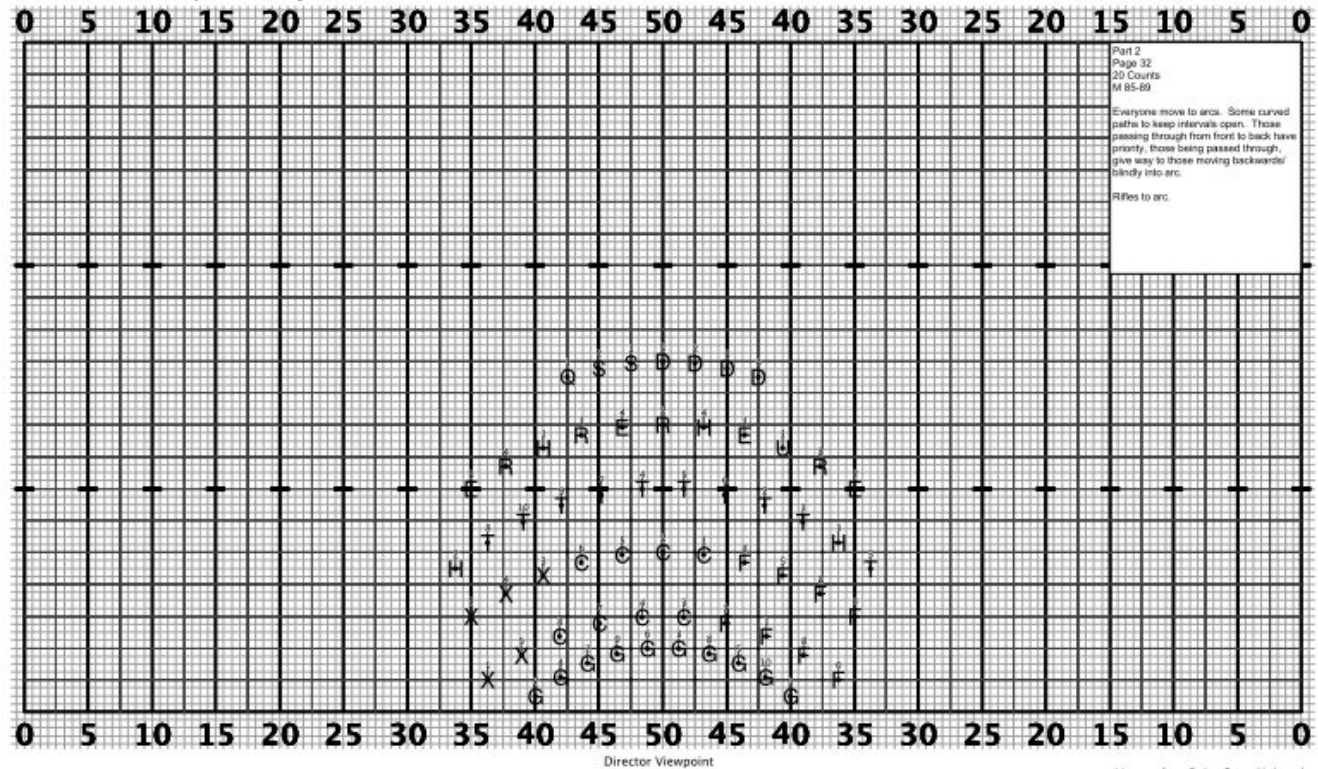 0 5 10 15 20 25 30 35 40 45 50 45 40 35 30 25 20 15 10 5 0
Part 2
Page 32
20 Counts
M 85-89
Everyone move to arcs. Some curved
paths to keep intervals open. Those
passing through from front to back have
priority, those being passed through,
give way to those moving backwards/
blindly into arc.
Rifles to arc.
Q S S D D D D
H R E R H E U
R R
E E
T T T T T T T T
T H
H X C C C C F F T
X F
X C C C F F
X C G G G G F F
X G G G G F
G G
0 5 10 15 20 25 30 35 40 45 50 45 40 35 30 25 20 15 10 5 0
Director Viewpoint